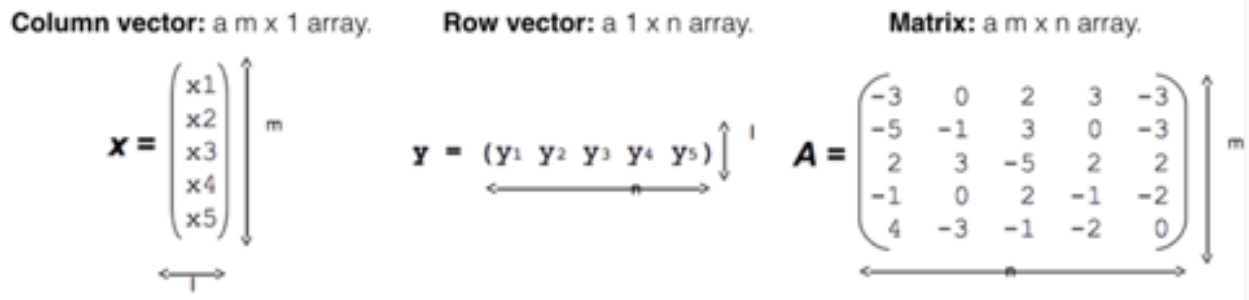 Column vector: a m x 1 array.
x =
x1
x2
x3
x4
x5
m
1
Row vector: a 1 x n array.
y = (y1 y2 y3 y4 y5)
1
n
Matrix: a m x n array.
A =
-3 0 2 3 -3
-5 -1 3 0 -3
2 3 -5 2 2
-1 0 2 -1 -2
4 -3 -1 -2 0
m
n